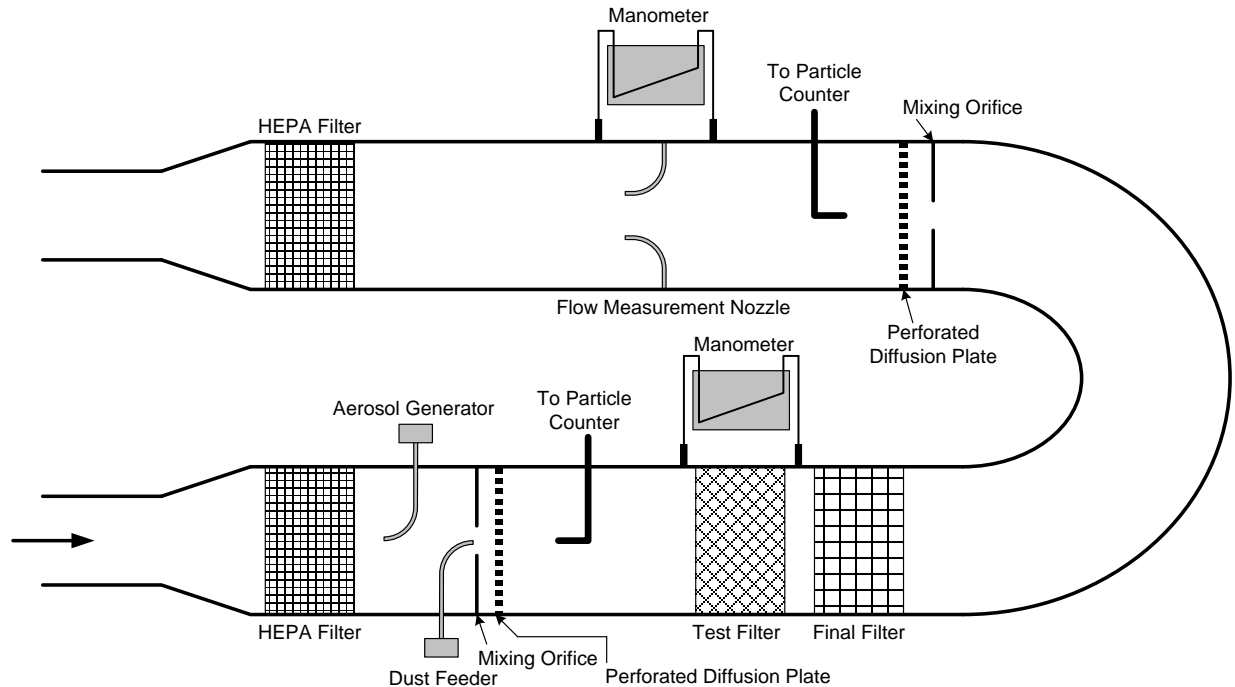 Manometer
To Particle
Counter
Mixing Orifice
HEPA Filter
Flow Measurement Nozzle
Perforated
Diffusion Plate
Manometer
To Particle
Counter
Aerosol Generator
HEPA Filter
Mixing Orifice
Dust Feeder
Perforated Diffusion Plate
Test Filter
Final Filter